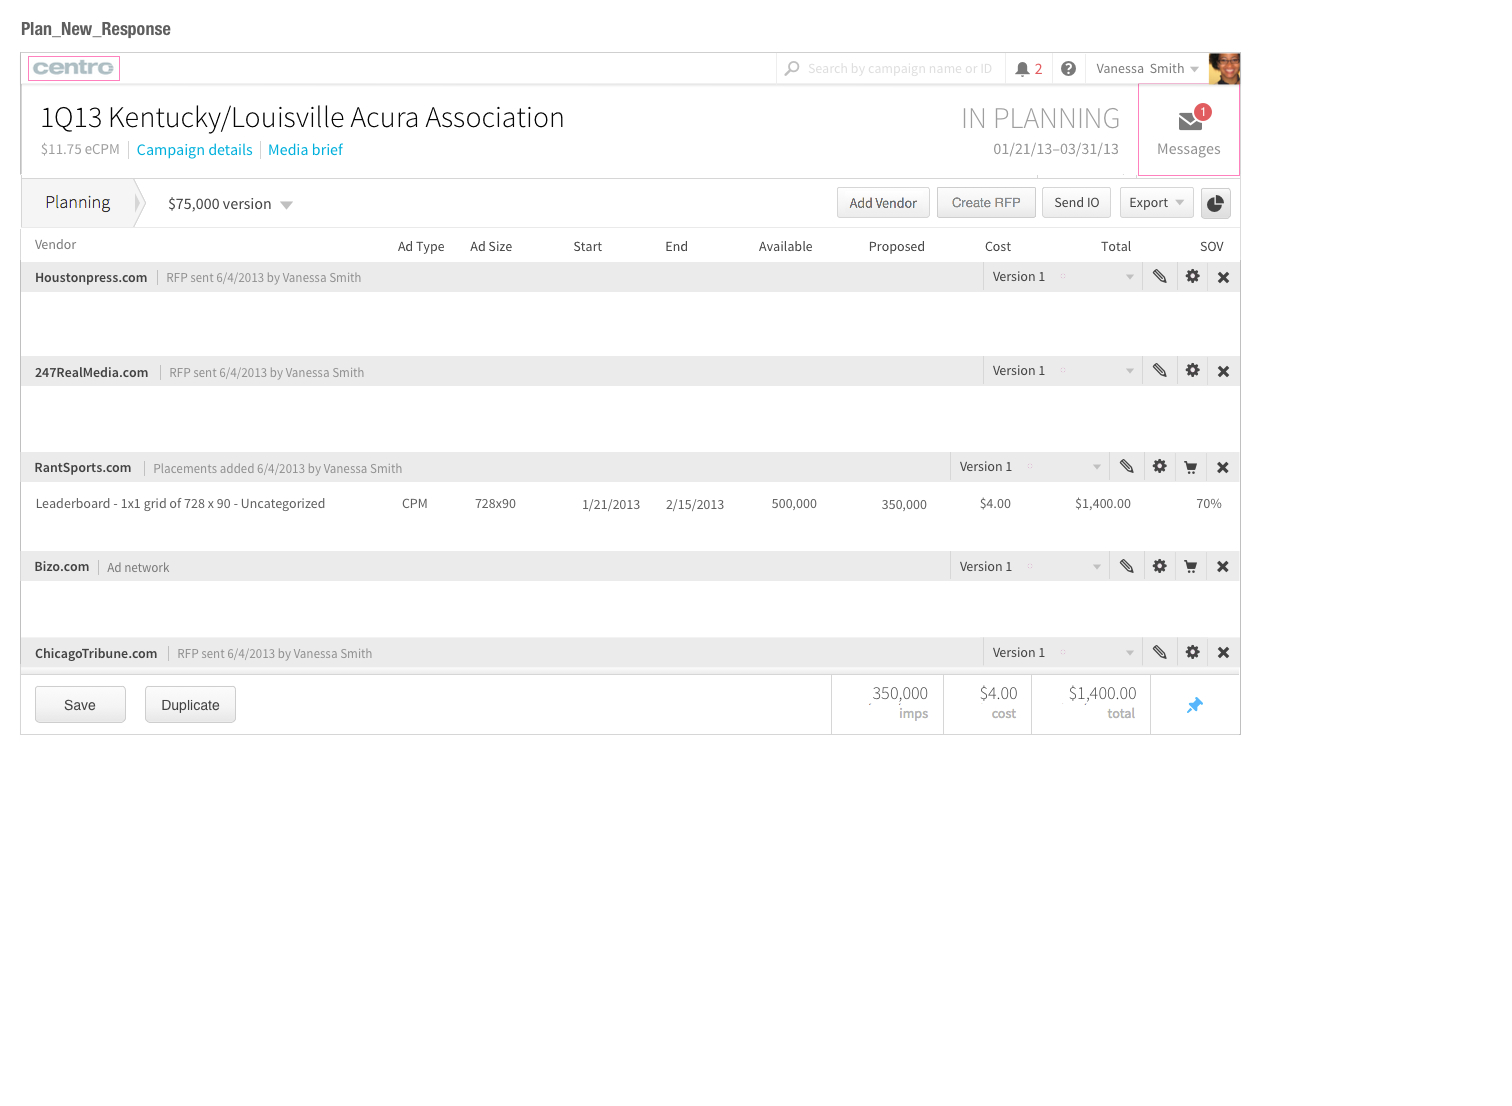 Plan_New_Response
centro
Search by campaign name or ID
2
Vanessa Smith
1Q13 Kentucky/Louisville Acura Association
IN PLANNING
1
$11.75 eCPM
Campaign details
Media brief
01/21/13–03/31/13
Messages
Planning
$75,000 version
Add Vendor
Create RFP
Send IO
Export
Vendor
Ad Type
Ad Size
Start
End
Available
Proposed
Cost
Total
SOV
Houstonpress.com
RFP sent 6/4/2013 by Vanessa Smith
Version 1
247RealMedia.com
RFP sent 6/4/2013 by Vanessa Smith
Version 1
RantSports.com
Placements added 6/4/2013 by Vanessa Smith
Version 1
Leaderboard - 1x1 grid of 728 x 90 - Uncategorized
CPM
728x90
1/21/2013
2/15/2013
500,000
350,000
$4.00
$1,400.00
70%
Bizo.com
Ad network
Version 1
ChicagoTribune.com
RFP sent 6/4/2013 by Vanessa Smith
Version 1
Save
Duplicate
350,000
imps
$4.00
cost
$1,400.00
total